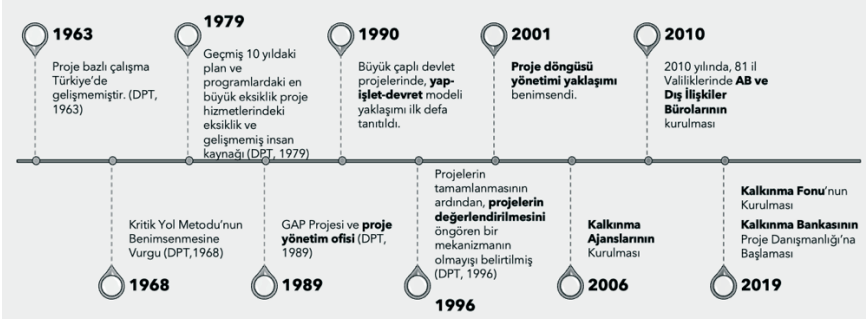 1963
Proje bazlı çalışma
Türkiye’de
gelişmemiştir. (DPT,
1963)
1968
Kritik Yol Metodu’nun
Benimsenmesine
Vurgu (DPT,1968)
1979
Geçmiş 10 yıldaki
plan ve
programlardaki en
büyük eksiklik proje
hizmetlerindeki
eksiklik ve
gelişmemiş insan
kaynağı (DPT, 1979)
GAP Projesi ve proje
yönetim ofisi (DPT,
1989)
1989
1990
Büyük çaplı devlet
projelerinde, yap-
işlet-devret modeli
yaklaşımı ilk defa
tanıtıldı.
Projelerin
tamamlanmasının
ardından, projelerin
değerlendirilmesini
öngören bir
mekanizmanın
olmayışı belirtilmiş
(DPT, 1996)
1996
2001
Proje döngüsü
yönetimi yaklaşımı
benimsendi.
Kalkınma
Ajanslarının
Kurulması
2006
2010
2010 yılında, 81 il
Valiliklerinde AB ve
Dış İlişkiler
Bürolarının
kurulması
Kalkınma Fonu’nun
Kurulması
Kalkınma Bankasının
Proje Danışmanlığı’na
Başlaması
2019